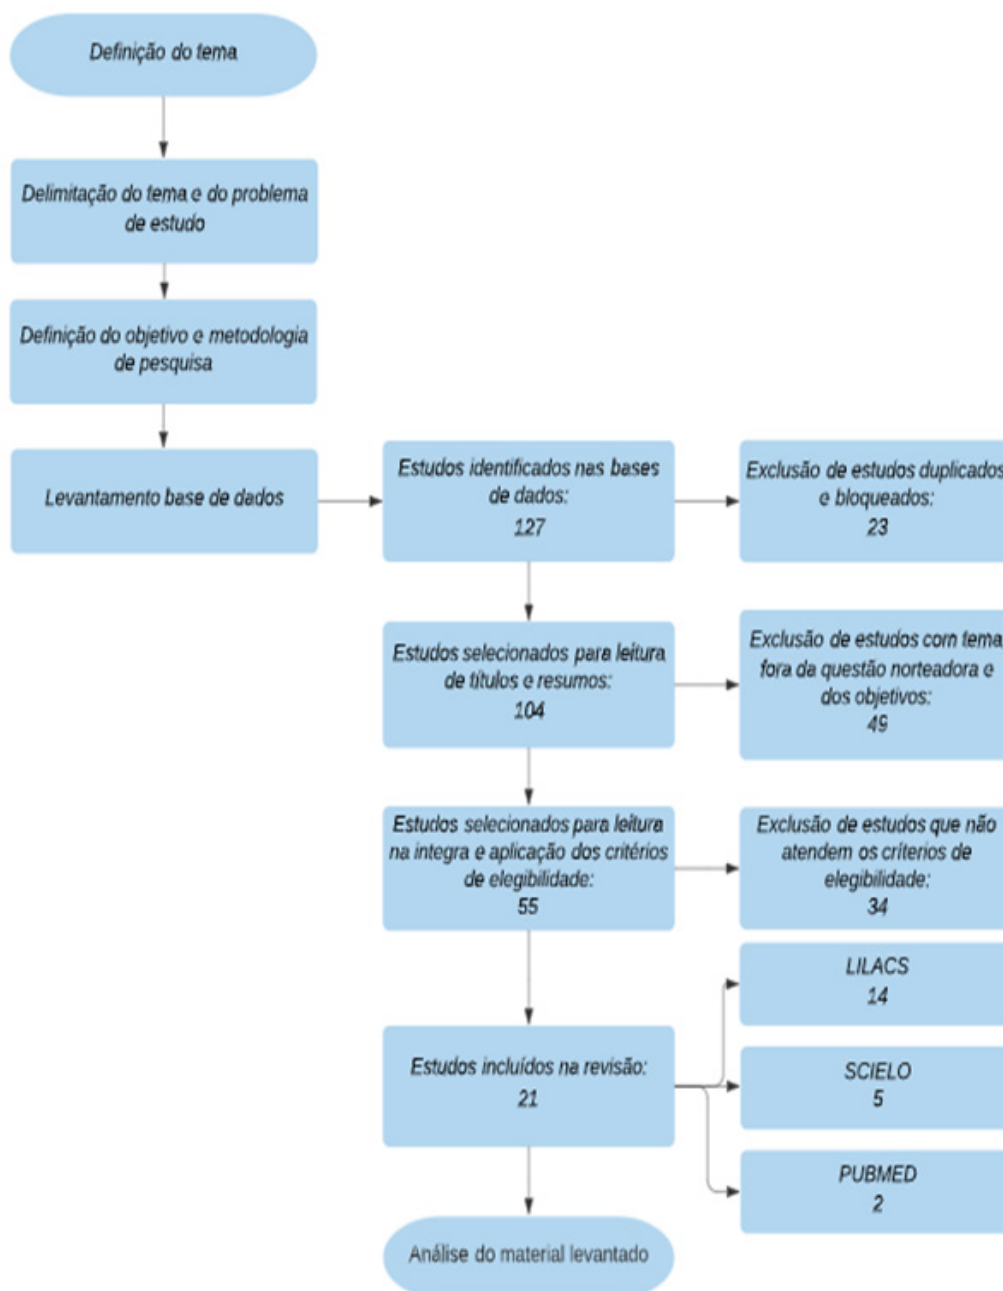 Definição do tema
Delimitação do tema e do problema
de estudo
Definição do objetivo e metodologia
de pesquisa
Levantamento base de dados
Estudos identificados nas bases
de dados:
127
Exclusão de estudos duplicados
e bloqueados:
23
Estudos selecionados para leitura
de títulos e resumos:
104
Exclusão de estudos com tema
fora da questão norteadora e
dos objetivos:
49
Estudos selecionados para leitura
na integra e aplicação dos critérios
de elegibilidade:
55
Exclusão de estudos que não
atendem os críterios de
elegibilidade:
34
Estudos incluídos na revisão:
21
LILACS
14
SCIELO
5
PUBMED
2
Análise do material levantado